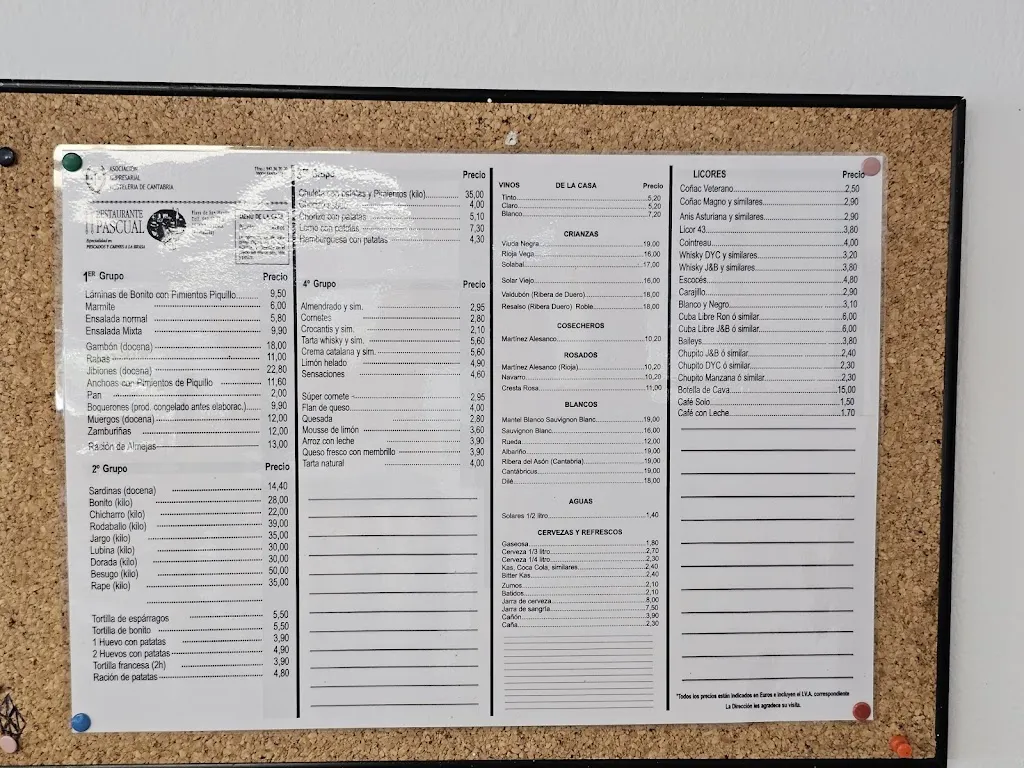 ASOCIACIÓN
EMPRESARIAL
HOSTELERIA DE CANTABRIA
RESTAURANTE
PASCUAL
Especialidad en
PESCADOS Y CARNES A LA BRASA
MENU DE LA CASA
1ER Grupo Precio
Láminas de Bonito con Pimientos Piquillo 9,50
Marmite 6,00
Ensalada normal 5,80
Ensalada Mixta 9,90
Gambón (docena) 18,00
Rabas 11,00
Jibiones (docena) 22,80
Anchoas con Pimientos de Piquillo 11,60
Pan 2,00
Boquerones (prod. congelado antes elaborac.) 9,90
Muergos (docena) 12,00
Zamburiñas 12,00
Ración de Almejas 13,00
2º Grupo Precio
Sardinas (docena) 14,40
Bonito (kilo) 28,00
Chicharro (kilo) 22,00
Rodaballo (kilo) 39,00
Jargo (kilo) 35,00
Lubina (kilo) 30,00
Dorada (kilo) 30,00
Besugo (kilo) 50,00
Rape (kilo) 35,00
Tortilla de espárragos 5,50
Tortilla de bonito 5,50
1 Huevo con patatas 3,90
2 Huevos con patatas 4,90
Tortilla francesa (2h) 3,90
Ración de patatas 4,80
Grupo Precio
Chuleta con patatas y Pimientos (kilo) 35,00
4,00
Chorizo con patatas 5,10
Lomo con patatas 7,30
Hamburguesa con patatas 4,30
4º Grupo Precio
Almendrado y sim. 2,95
Cornetes 2,80
Crocantis y sim. 2,10
Tarta whisky y sim. 5,60
Crema catalana y sim. 5,60
Limón helado 4,90
Sensaciones 4,60
Súper cornete 2,95
Flan de queso 4,00
Quesada 2,80
Mousse de limón 3,60
Arroz con leche 3,90
Queso fresco con membrillo 3,90
Tarta natural 4,00
VINOS DE LA CASA Precio
Tinto 5,20
Claro 5,20
Blanco 7,20
CRIANZAS
Viuda Negra 19,00
Rioja Vega 16,00
Solabal 17,00
Solar Viejo 16,00
Valdubón (Ribera de Duero) 16,00
Resalso (Ribera Duero) Roble 18,00
COSECHEROS
Martínez Alesanco 10,20
ROSADOS
Martínez Alesanco (Rioja) 10,20
Navarro 10,20
Cresta Rosa 11,00
BLANCOS
Mantel Blanco Sauvignon Blanc 19,00
Sauvignon Blanc 16,00
Rueda 12,00
Albariño 19,00
Ribera del Asón (Cantabria) 19,00
Cantábricus 19,00
Dilé 18,00
AGUAS
Solares 1/2 litro 1,40
CERVEZAS Y REFRESCOS
Gaseosa 1,80
Cerveza 1/3 litro 2,70
Cerveza 1/4 litro 2,30
Kas, Coca Cola, similares 2,40
Bitter Kas 2,40
Zumos 2,10
Batidos 2,10
Jarra de cerveza 8,00
Jarra de sangría 7,50
Cañón 3,90
Caña 2,30
LICORES Precio
Coñac Veterano 2,50
Coñac Magno y similares 2,90
Anis Asturiana y similares 2,90
Licor 43 3,80
Cointreau 4,00
Whisky DYC y similares 3,20
Whisky J&B y similares 3,80
Escocés 4,80
Carajillo 2,90
Blanco y Negro 3,10
Cuba Libre Ron ó similar 6,00
Cuba Libre J&B ó similar 6,00
Baileys 3,80
Chupito J&B ó similar 2,40
Chupito DYC ó similar 2,30
Chupito Manzana ó similar 2,30
Botella de Cava 15,00
Café Solo 1,50
Café con Leche 1,70
*Todos los precios están indicados en Euros e incluyen el I.V.A. correspondiente
La Dirección les agradece su visita.